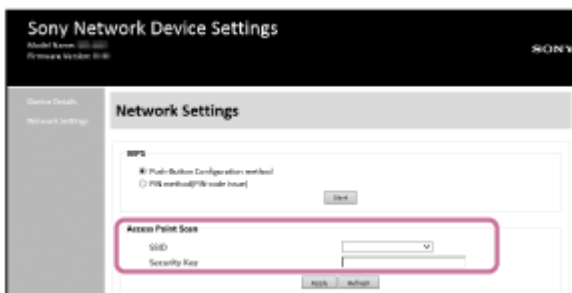 Sony Network Device Settings
Model Name
Firmware Version
SONY
Device Details
Network Settings
Network Settings
WPS
Push-Button Configuration method
PIN method(PIN code issue)
Start
Access Point Scan
SSID
Security Key
Apply Refresh